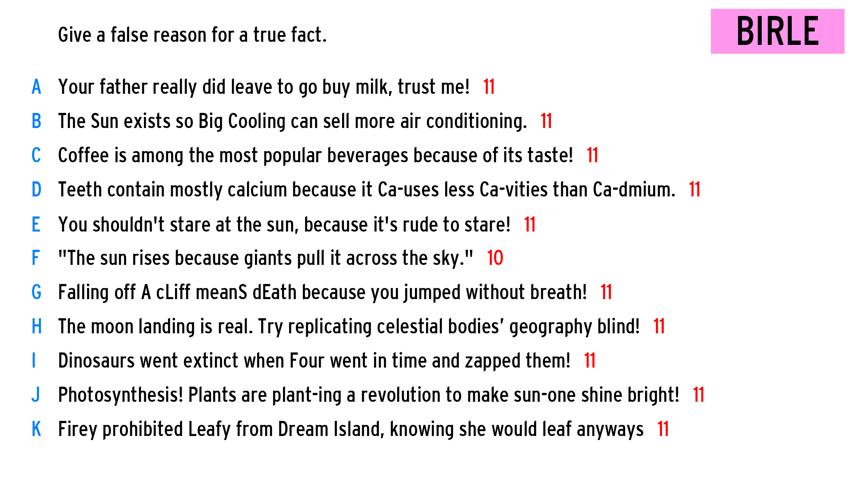 Give a false reason for a true fact.
BIRLE
A Your father really did leave to go buy milk, trust me! 11
B The Sun exists so Big Cooling can sell more air conditioning. 11
C Coffee is among the most popular beverages because of its taste! 11
D Teeth contain mostly calcium because it Ca-uses less Ca-vities than Ca-dmium. 11
E You shouldn't stare at the sun, because it's rude to stare! 11
F "The sun rises because giants pull it across the sky." 10
G Falling off A cLiff meanS dEath because you jumped without breath! 11
H The moon landing is real. Try replicating celestial bodies’ geography blind! 11
I Dinosaurs went extinct when Four went in time and zapped them! 11
J Photosynthesis! Plants are plant-ing a revolution to make sun-one shine bright! 11
K Firey prohibited Leafy from Dream Island, knowing she would leaf anyways 11